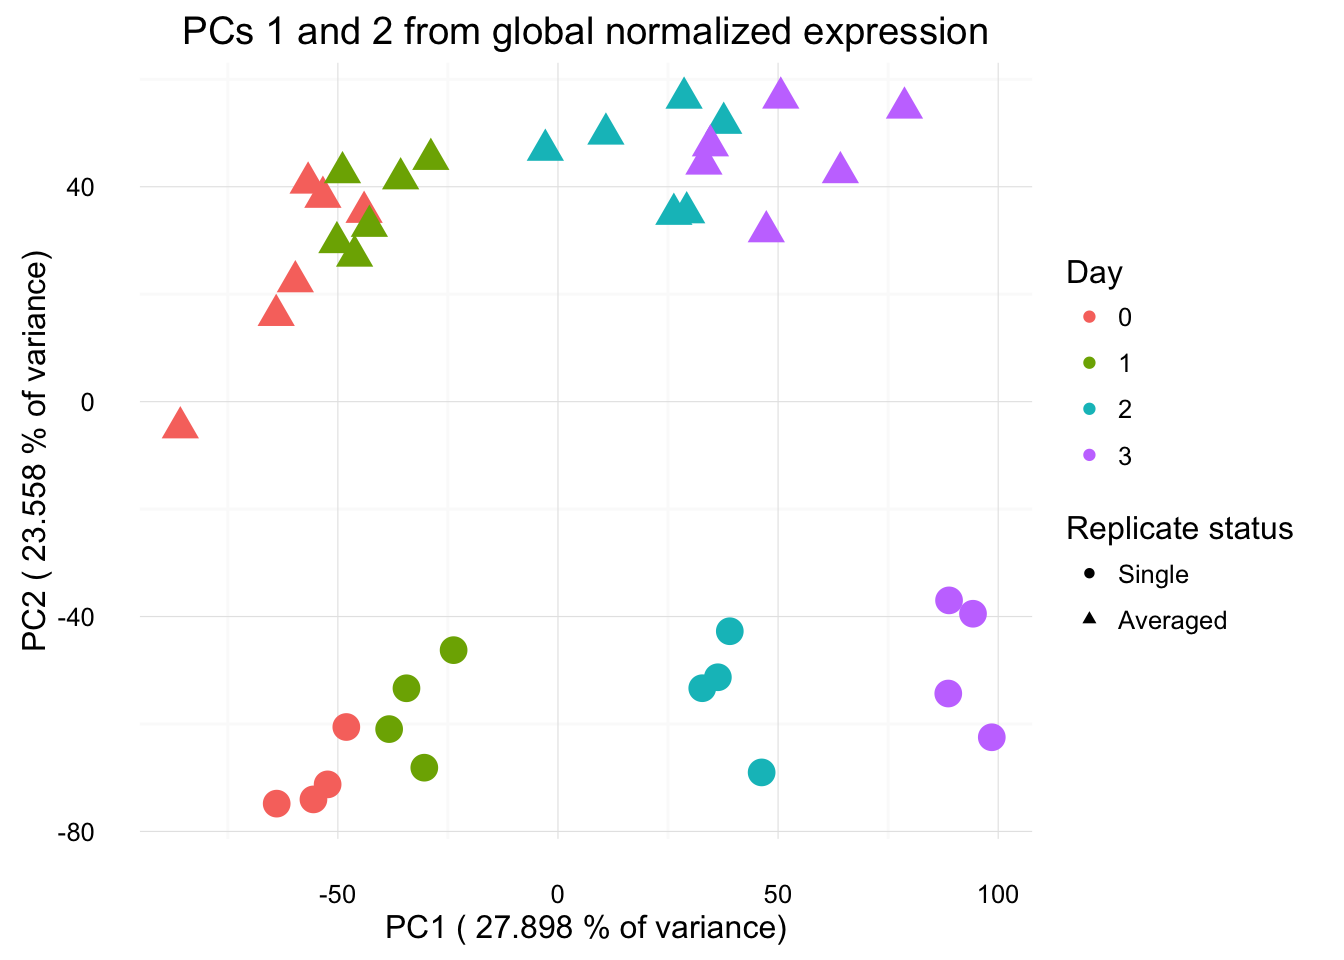 PCs 1 and 2 from global normalized expression
PC2 ( 23.558 % of variance)
40
0
-40
-80
-50
0
50
100
PC1 ( 27.898 % of variance)
Day
0
1
2
3
Replicate status
Single
Averaged